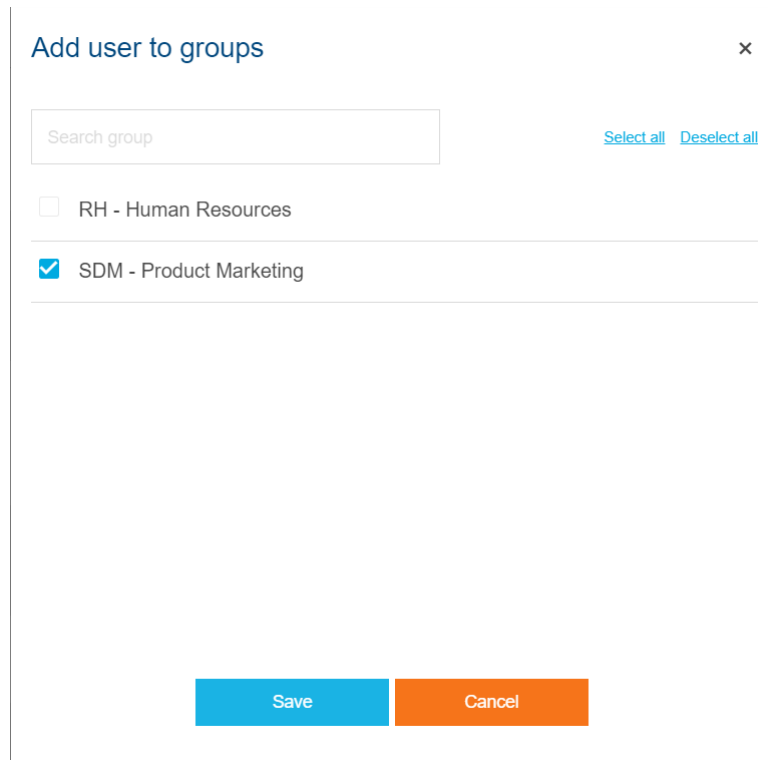 Add user to groups
×
Search group
Select all Deselect all
RH - Human Resources
SDM - Product Marketing
Save Cancel